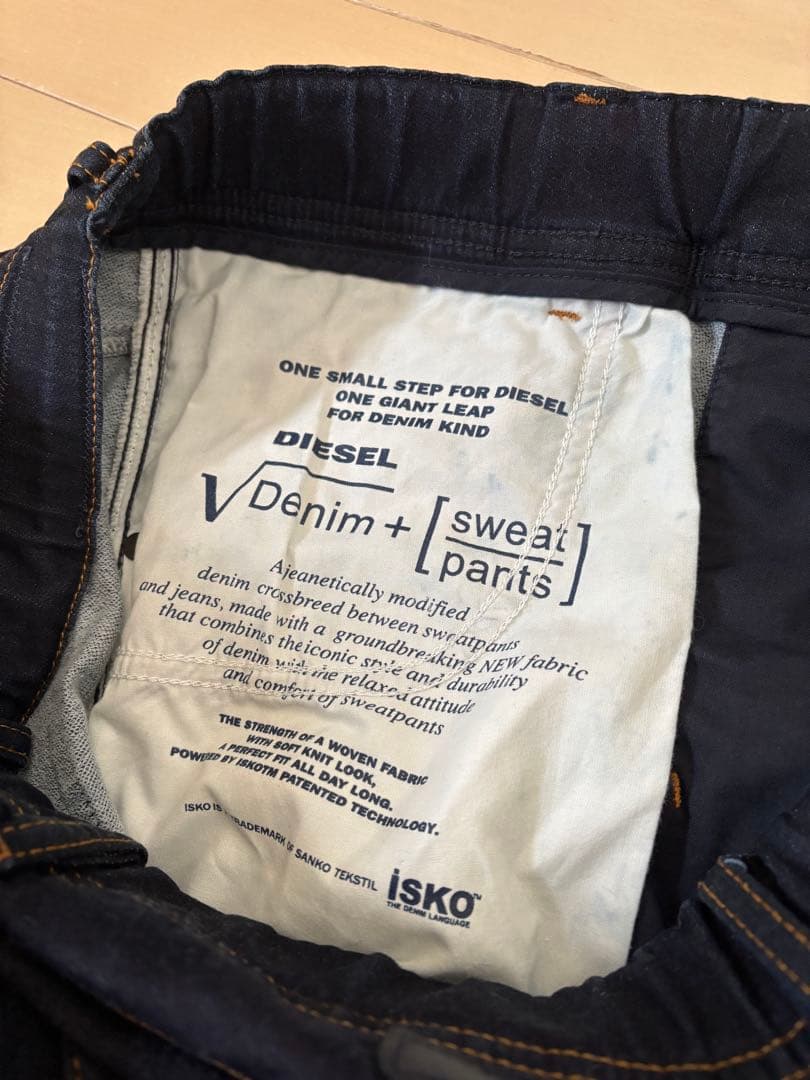 ONE SMALL STEP FOR DIESEL
ONE GIANT LEAP
FOR DENIM KIND
DIESEL
√Denim + [sweat
pants]
Ajeanetically modified
denim crossbreed between sweatpants
and jeans, made with a groundbreaking NEW fabric
that combines the iconic style and durability
of denim with the relaxed attitude
and comfort of sweatpants
THE STRENGTH OF A WOVEN FABRIC
WITH SOFT KNIT LOOK,
A PERFECT FIT ALL DAY LONG.
POWERED BY ISKOTM PATENTED TECHNOLOGY.
ISKO IS TRADEMARK OF SANKO TEKSTIL
iSKO™
THE DENIM LANGUAGE